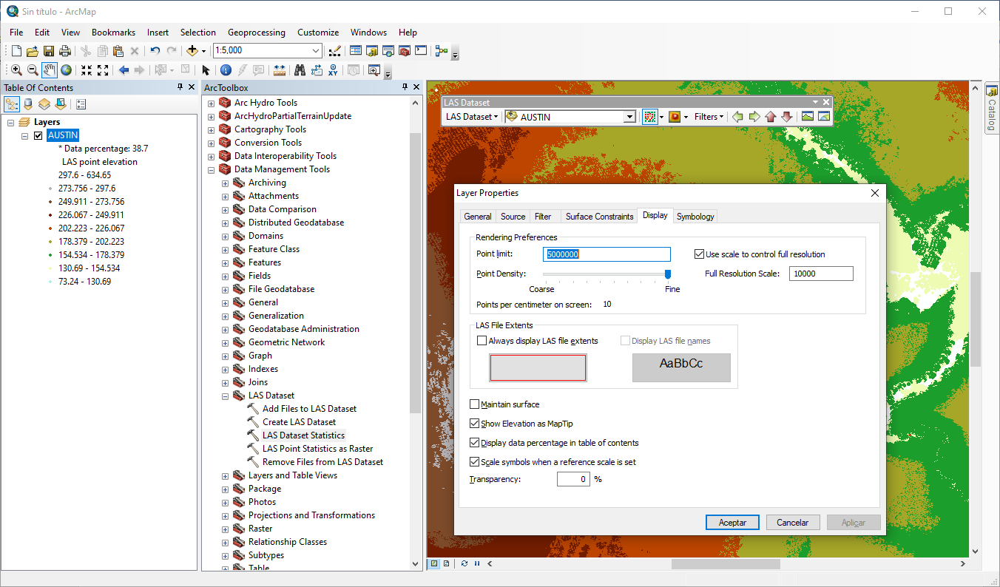 Sin título - ArcMap
File Edit View Bookmarks Insert Selection Geoprocessing Customize Windows Help
1:5,000
XY
Table Of Contents
Layers
AUSTIN
* Data percentage: 38.7
LAS point elevation
297.6 - 634.65
273.756 - 297.6
249.911 - 273.756
226.067 - 249.911
202.223 - 226.067
178.379 - 202.223
154.534 - 178.379
130.69 - 154.534
73.24 - 130.69
ArcToolbox
Arc Hydro Tools
ArcHydroPartialTerrainUpdate
Cartography Tools
Conversion Tools
Data Interoperability Tools
Data Management Tools
Archiving
Attachments
Data Comparison
Distributed Geodatabase
Domains
Feature Class
Features
Fields
File Geodatabase
General
Generalization
Geodatabase Administration
Geometric Network
Graph
Indexes
Joins
LAS Dataset
Add Files to LAS Dataset
Create LAS Dataset
LAS Dataset Statistics
LAS Point Statistics as Raster
Remove Files from LAS Dataset
Layers and Table Views
Package
Photos
Projections and Transformations
Raster
Relationship Classes
Subtypes
Table
LAS Dataset
LAS Dataset AUSTIN Filters
Catalog
Layer Properties
General Source Filter Surface Constraints Display Symbology
Rendering Preferences
Point limit: 5000000 Use scale to control full resolution
Point Density: Full Resolution Scale: 10000
Coarse Fine
Points per centimeter on screen: 10
LAS File Extents
Always display LAS file extents Display LAS file names
AaBbCc
Maintain surface
Show Elevation as MapTip
Display data percentage in table of contents
Scale symbols when a reference scale is set
Transparency: 0 %
Aceptar Cancelar Aplicar